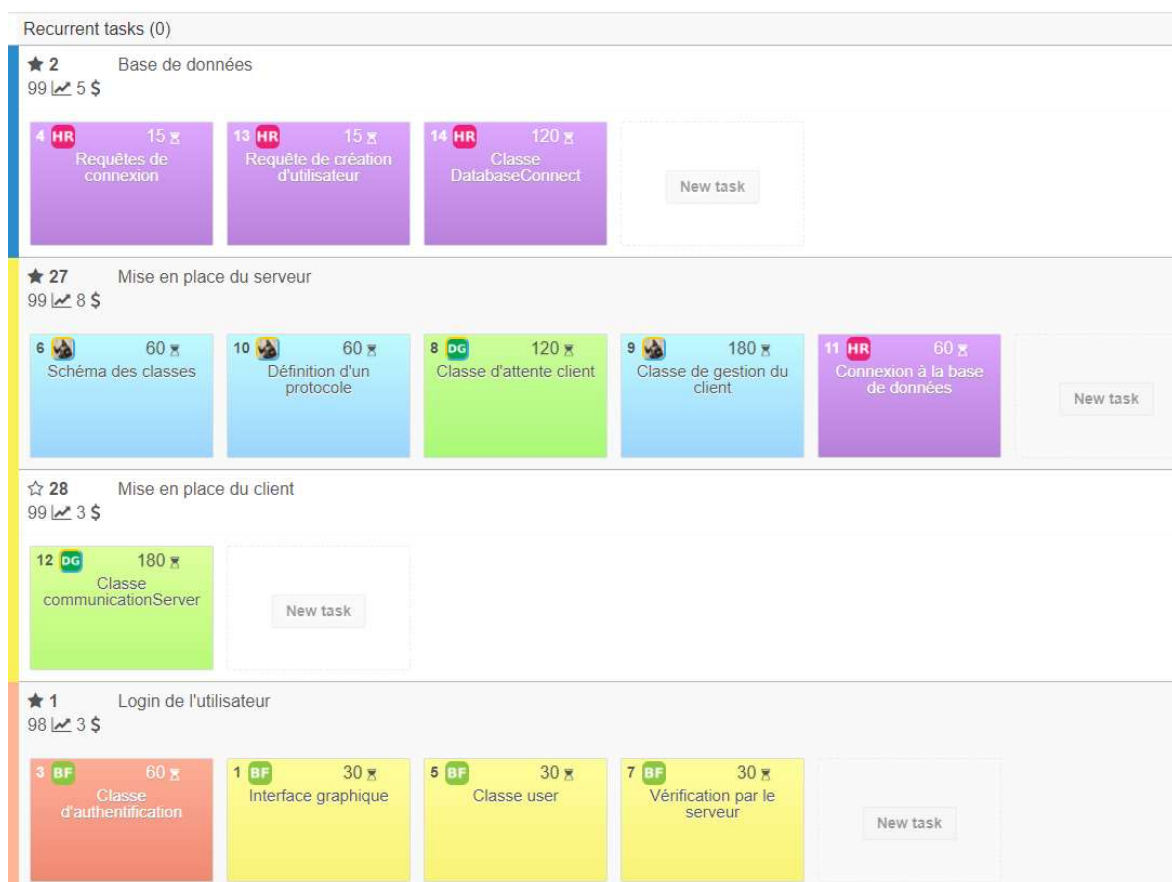 Recurrent tasks (0)
2 Base de données
99 5 $
4 HR 15
Requêtes de
connexion
13 HR 15
Requête de création
d'utilisateur
14 HR 120
Classe
DatabaseConnect
New task
27 Mise en place du serveur
99 8 $
6 60
Schéma des classes
10 60
Définition d'un
protocole
8 DG 120
Classe d'attente client
9 180
Classe de gestion du
client
11 HR 60
Connexion à la base
de données
New task
28 Mise en place du client
99 3 $
12 DG 180
Classe
communicationServer
New task
1 Login de l'utilisateur
98 3 $
3 BF 60
Classe
d'authentification
1 BF 30
Interface graphique
5 BF 30
Classe user
7 BF 30
Vérification par le
serveur
New task